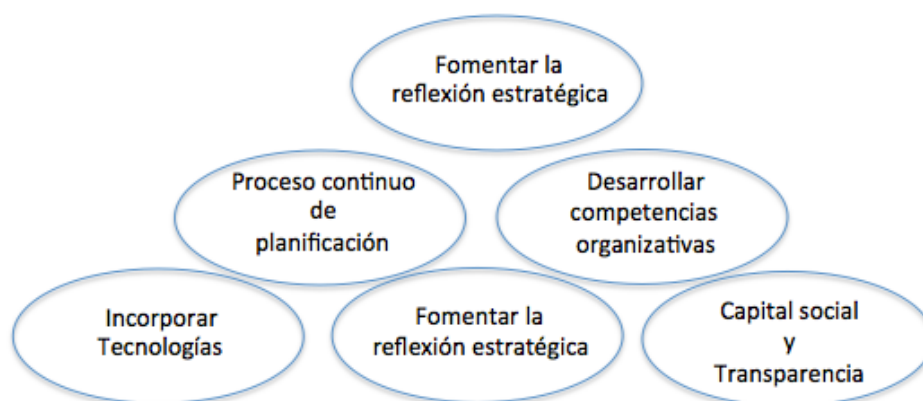 Fomentar la
reflexión estratégica
Proceso continuo
de
planificación
Desarrollar
competencias
organizativas
Incorporar
Tecnologías
Fomentar la
reflexión estratégica
Capital social
y
Transparencia